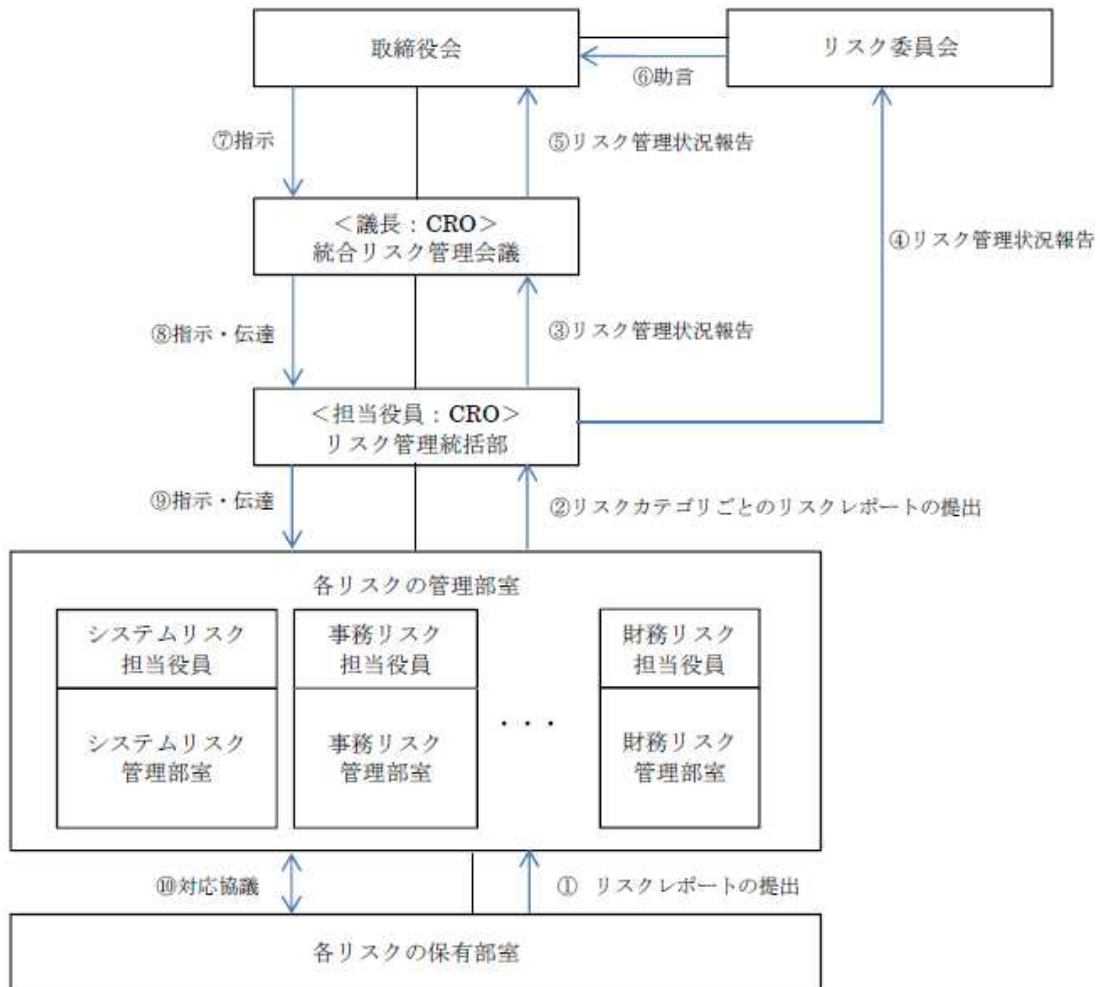 取締役会
リスク委員会
⑥助言
⑦指示
⑤リスク管理状況報告
＜議長：CRO＞
統合リスク管理会議
④リスク管理状況報告
⑧指示・伝達
③リスク管理状況報告
＜担当役員：CRO＞
リスク管理統括部
⑨指示・伝達
②リスクカテゴリごとのリスクレポートの提出
各リスクの管理部室
システムリスク
担当役員
事務リスク
担当役員
財務リスク
担当役員
システムリスク
管理部室
事務リスク
管理部室
・・・
財務リスク
管理部室
⑩対応協議
① リスクレポートの提出
各リスクの保有部室